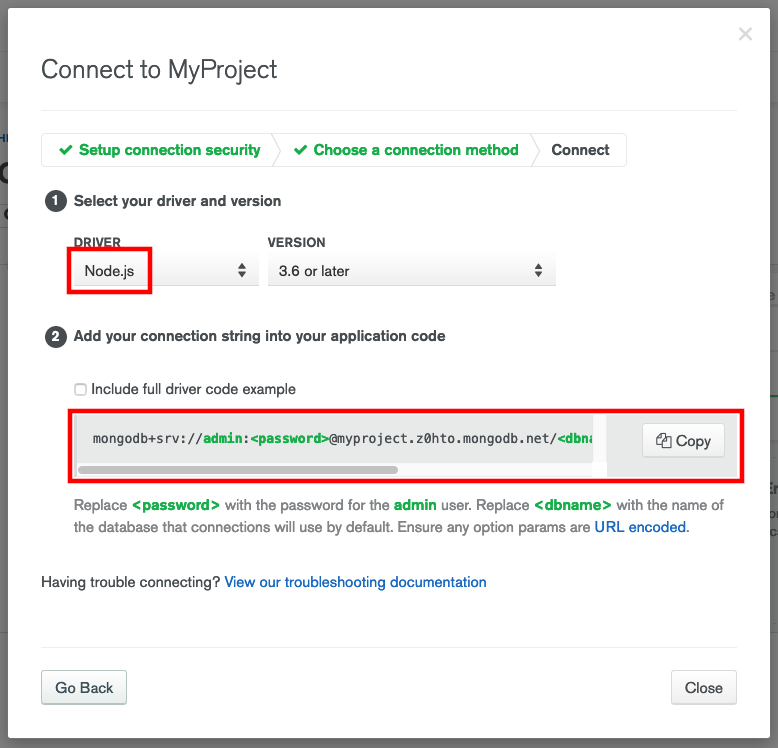 Connect to MyProject
Setup connection security
Choose a connection method
Connect
1 Select your driver and version
DRIVER
VERSION
Node.js
3.6 or later
2 Add your connection string into your application code
Include full driver code example
mongodb+srv://admin:<password>@myproject.z0hto.mongodb.net/<dbna
Copy
Replace <password> with the password for the admin user. Replace <dbname> with the name of
the database that connections will use by default. Ensure any option params are URL encoded.
Having trouble connecting? View our troubleshooting documentation
Go Back
Close